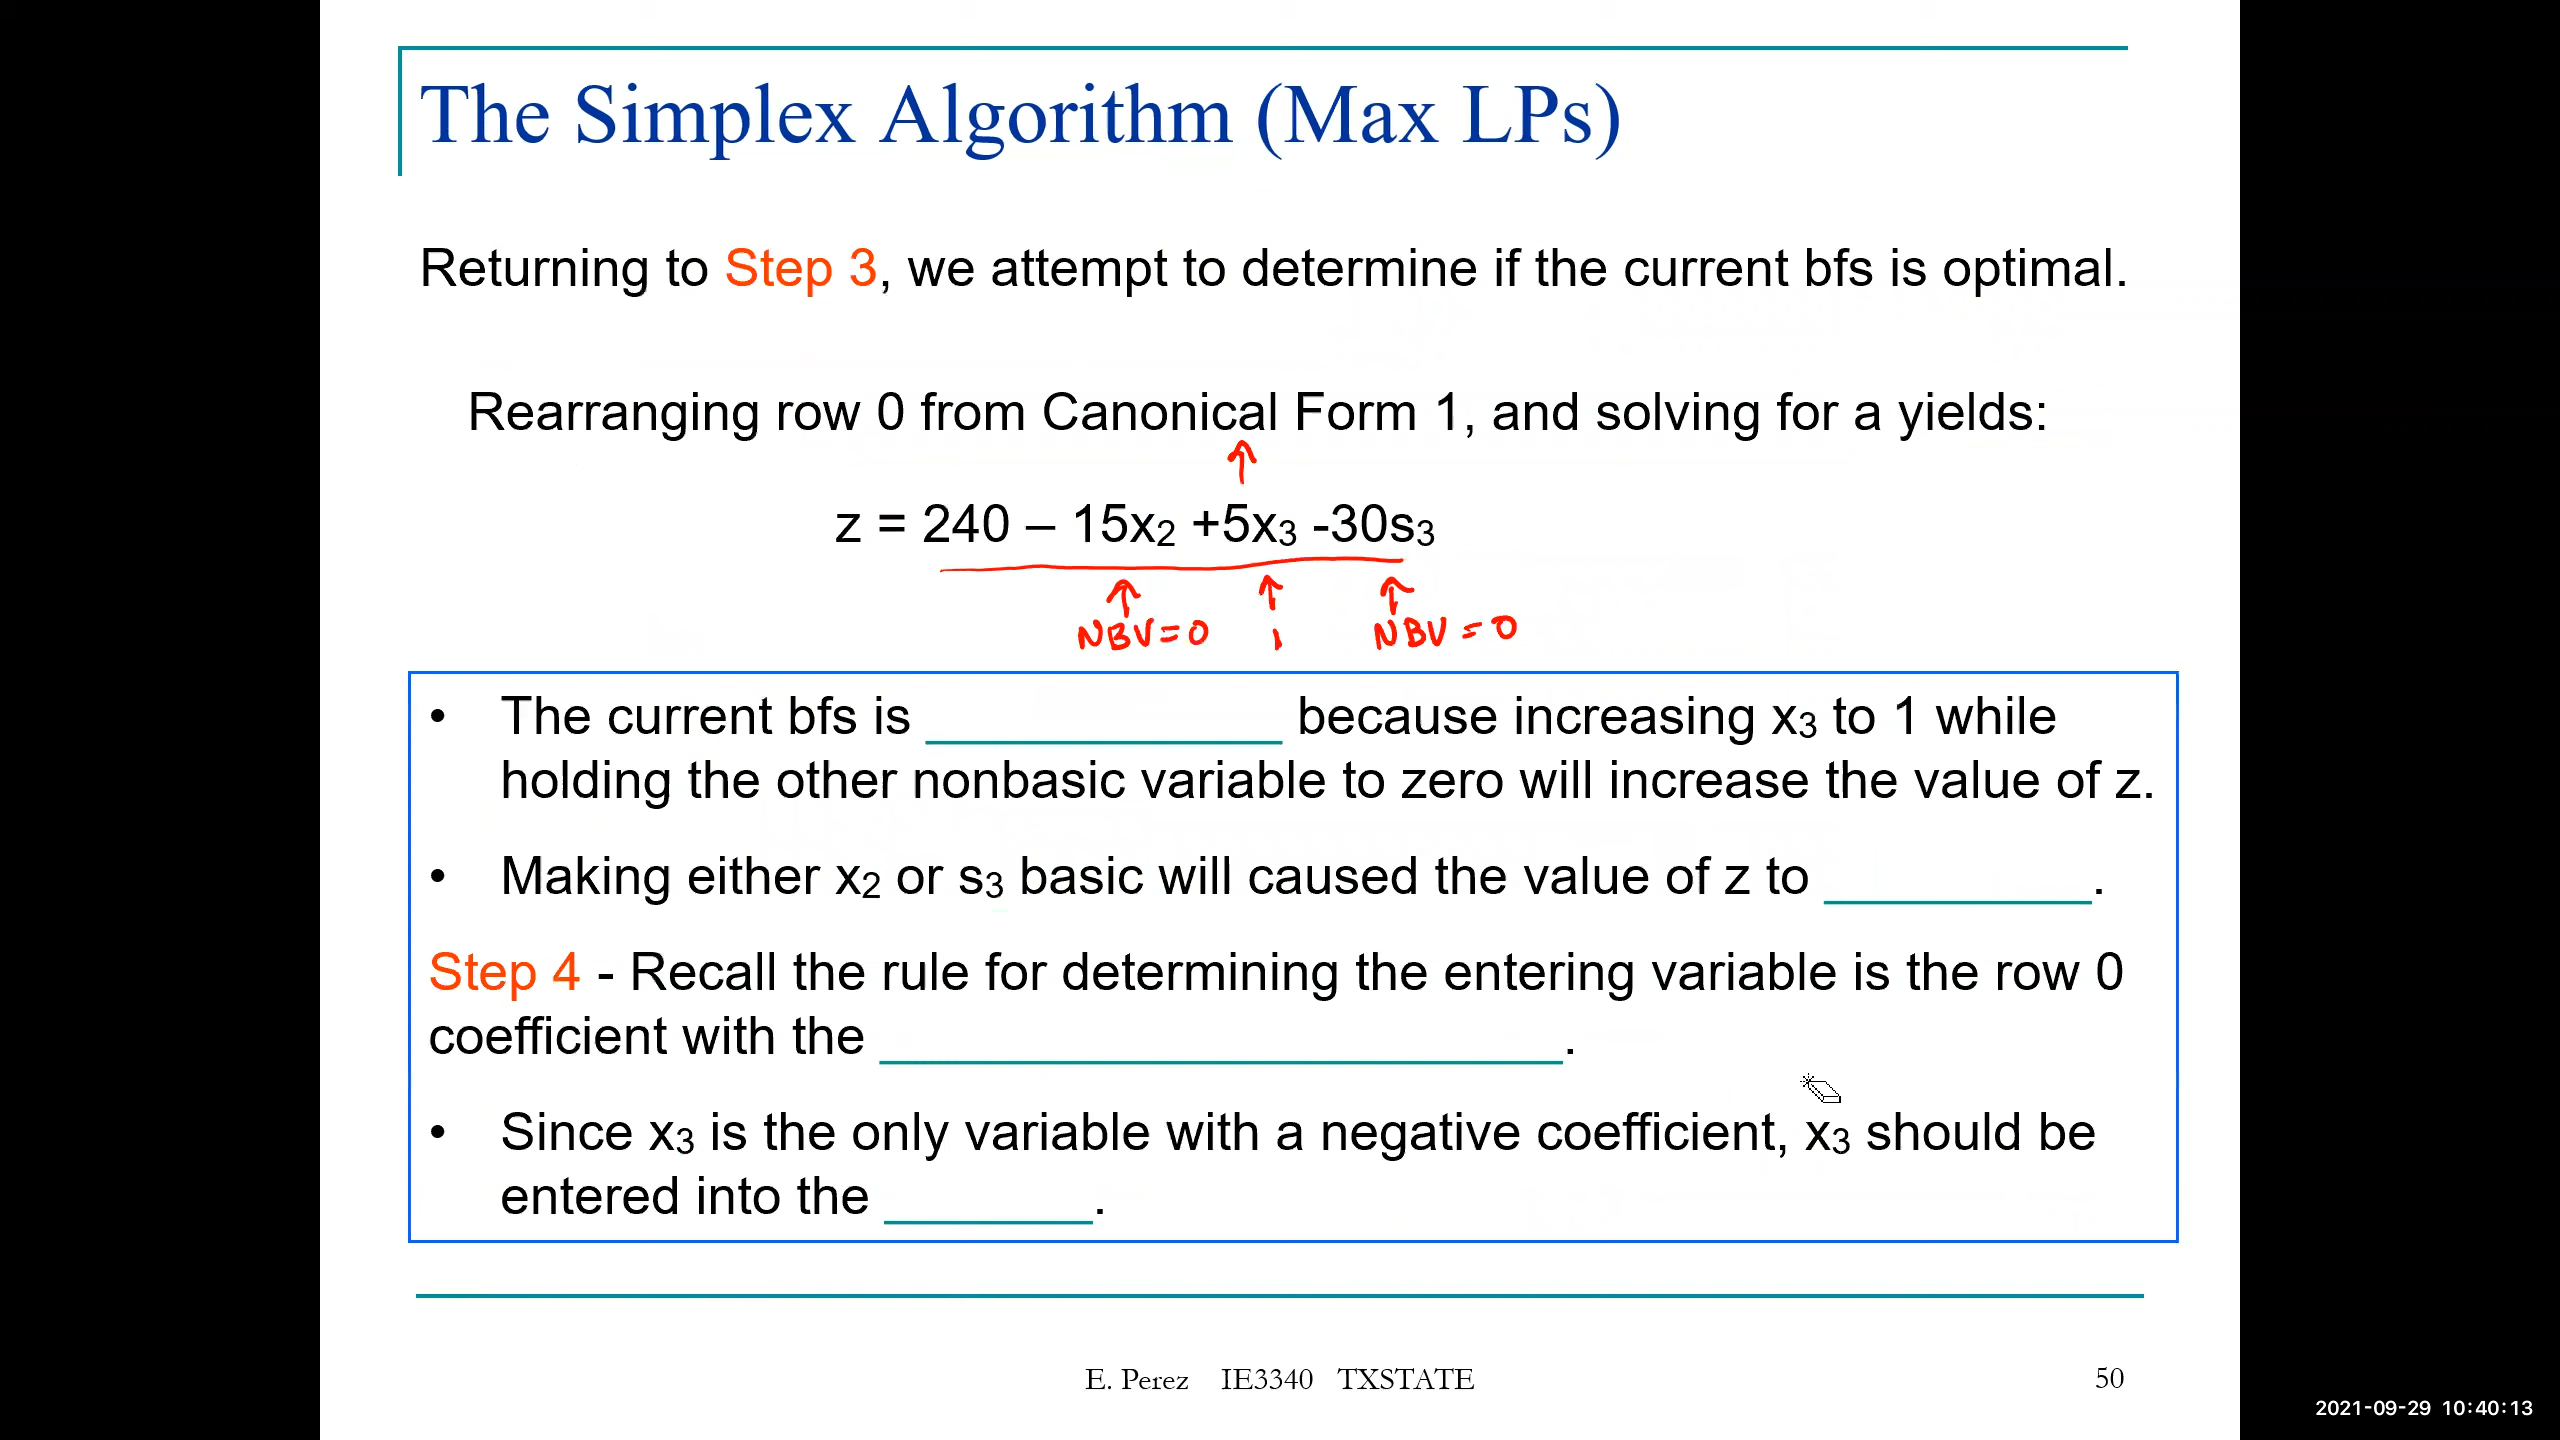 The Simplex Algorithm (Max LPs)
Returning to Step 3, we attempt to determine if the current bfs is optimal.
Rearranging row 0 from Canonical Form 1, and solving for a yields:
z = 240 – 15x2 +5x3 -30s3
NBV=0 1 NBV=0
• The current bfs is ____________ because increasing x3 to 1 while
holding the other nonbasic variable to zero will increase the value of z.
• Making either x2 or s3 basic will caused the value of z to _________.
Step 4 - Recall the rule for determining the entering variable is the row 0
coefficient with the _______________________.
• Since x3 is the only variable with a negative coefficient, x3 should be
entered into the _______.
E. Perez IE3340 TXSTATE
50
2021-09-29 10:40:13